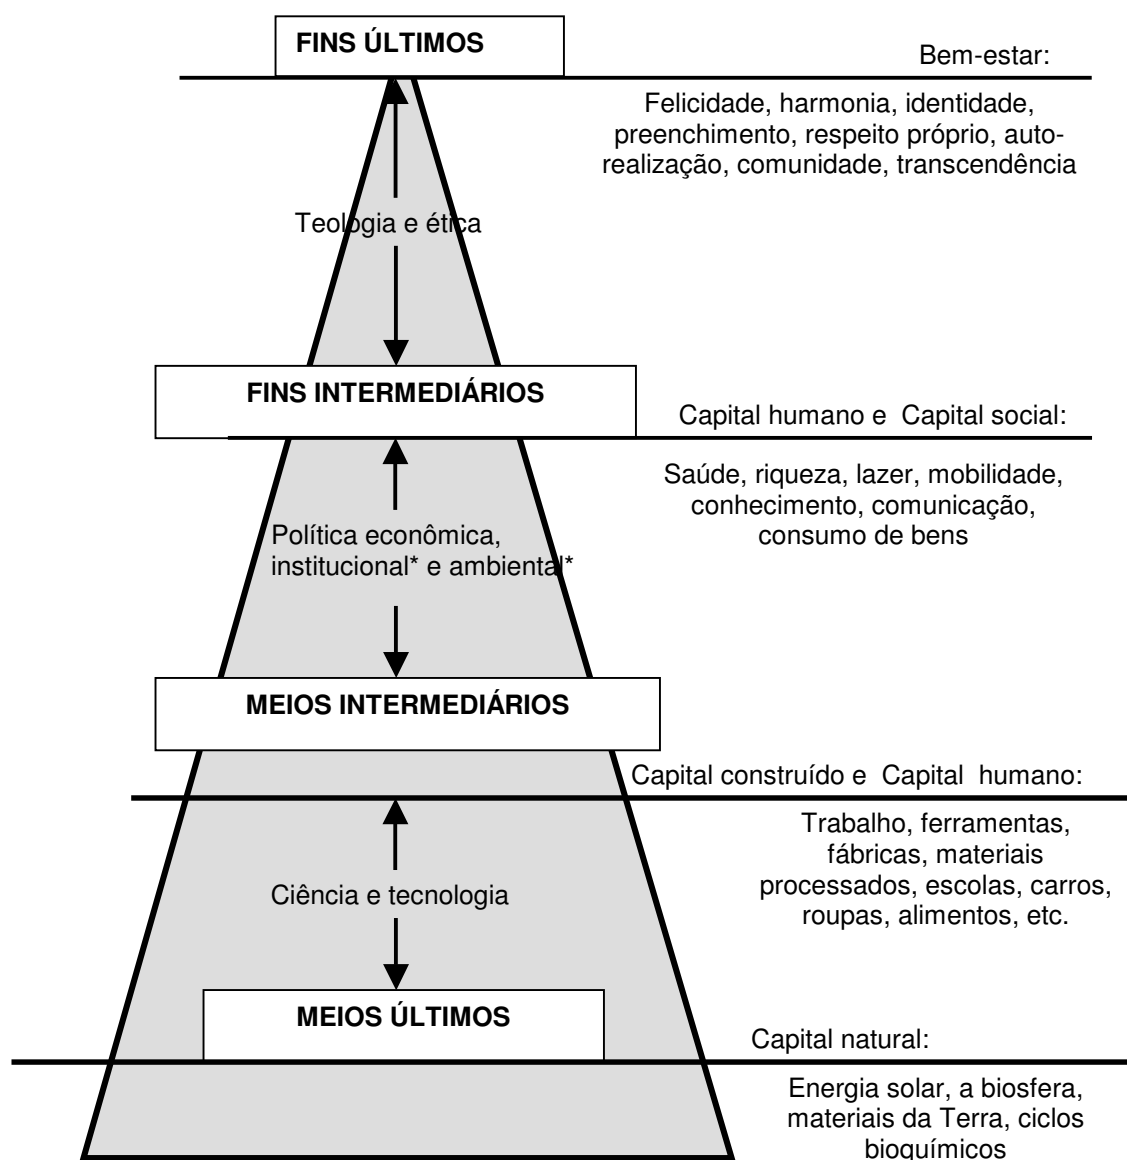 FINS ÚLTIMOS
Bem-estar:
Felicidade, harmonia, identidade,
preenchimento, respeito próprio, auto-
realização, comunidade, transcendência
Teologia e ética
FINS INTERMEDIÁRIOS
Capital humano e Capital social:
Saúde, riqueza, lazer, mobilidade,
conhecimento, comunicação,
consumo de bens
Política econômica,
institucional* e ambiental*
MEIOS INTERMEDIÁRIOS
Capital construído e Capital humano:
Trabalho, ferramentas,
fábricas, materiais
processados, escolas, carros,
roupas, alimentos, etc.
Ciência e tecnologia
MEIOS ÚLTIMOS
Capital natural:
Energia solar, a biosfera,
materiais da Terra, ciclos
bioquímicos